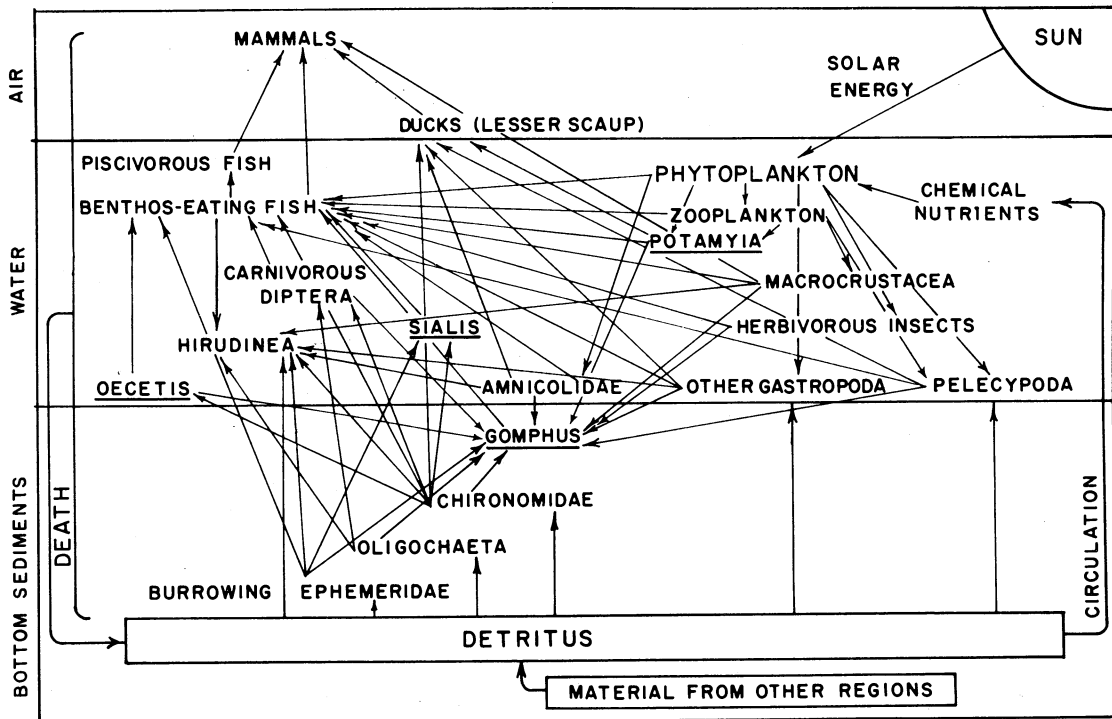 MAMMALS
SUN
SOLAR
ENERGY
AIR
DUCKS (LESSER SCAUP)
PISCIVOROUS FISH
PHYTOPLANKTON
BENTHOS-EATING FISH
CHEMICAL
NUTRIENTS
ZOOPLANKTON
POTAMYIA
WATER
CARNIVOROUS
DIPTERA
MACROCRUSTACEA
SIALIS
HERBIVOROUS INSECTS
HIRUDINEA
OECETIS
AMNICOLIDAE
OTHER GASTROPODA
PELECYPODA
GOMPHUS
BOTTOM SEDIMENTS
DEATH
CHIRONOMIDAE
OLIGOCHAETA
BURROWING EPHEMERIDAE
CIRCULATION
DETRITUS
MATERIAL FROM OTHER REGIONS